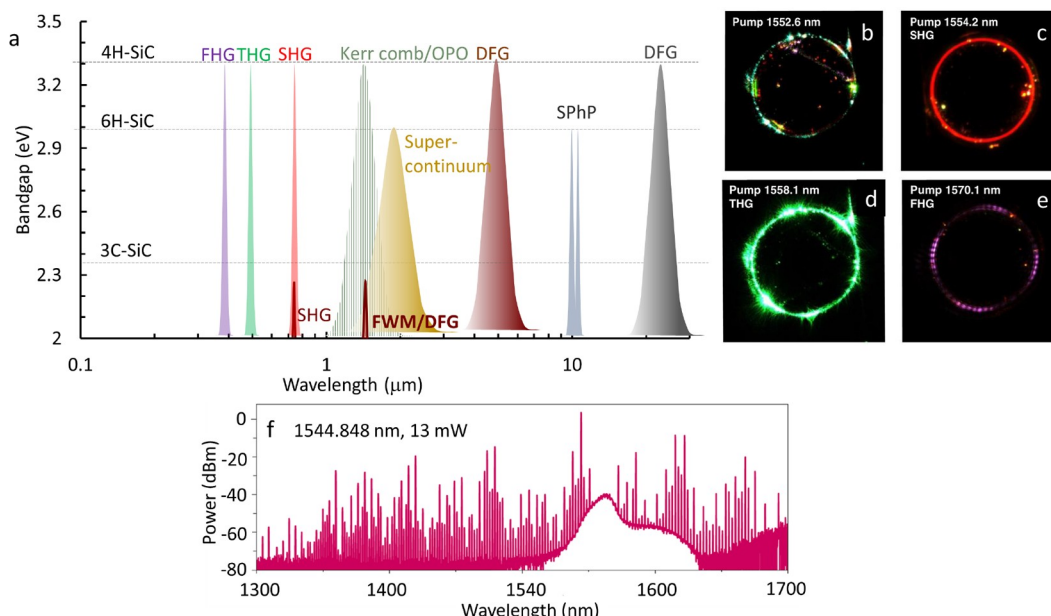 a
3.5
3.2
2.9
2.6
2.3
2
Bandgap (eV)
4H-SiC
6H-SiC
3C-SiC
FHG
THG
SHG
Kerr comb/OPO
DFG
DFG
SPhP
Super-
continuum
SHG
FWM/DFG
0.1
1
10
Wavelength (μm)
Pump 1552.6 nm
b
Pump 1554.2 nm
SHG
c
Pump 1558.1 nm
THG
d
Pump 1570.1 nm
FHG
e
f
1544.848 nm, 13 mW
0
-20
-40
-60
-80
Power (dBm)
1300
1400
1540
1600
1700
Wavelength (nm)